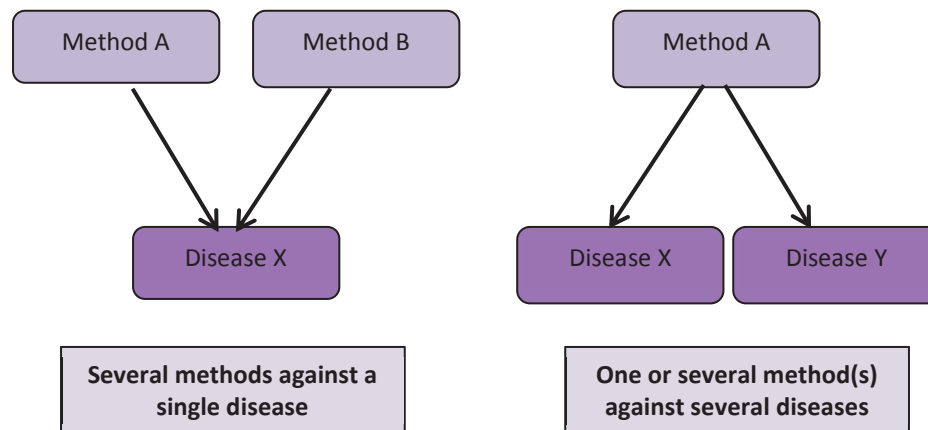 Method A
Method B
Method A
Disease X
Disease X
Disease Y
Several methods against a
single disease
One or several method(s)
against several diseases